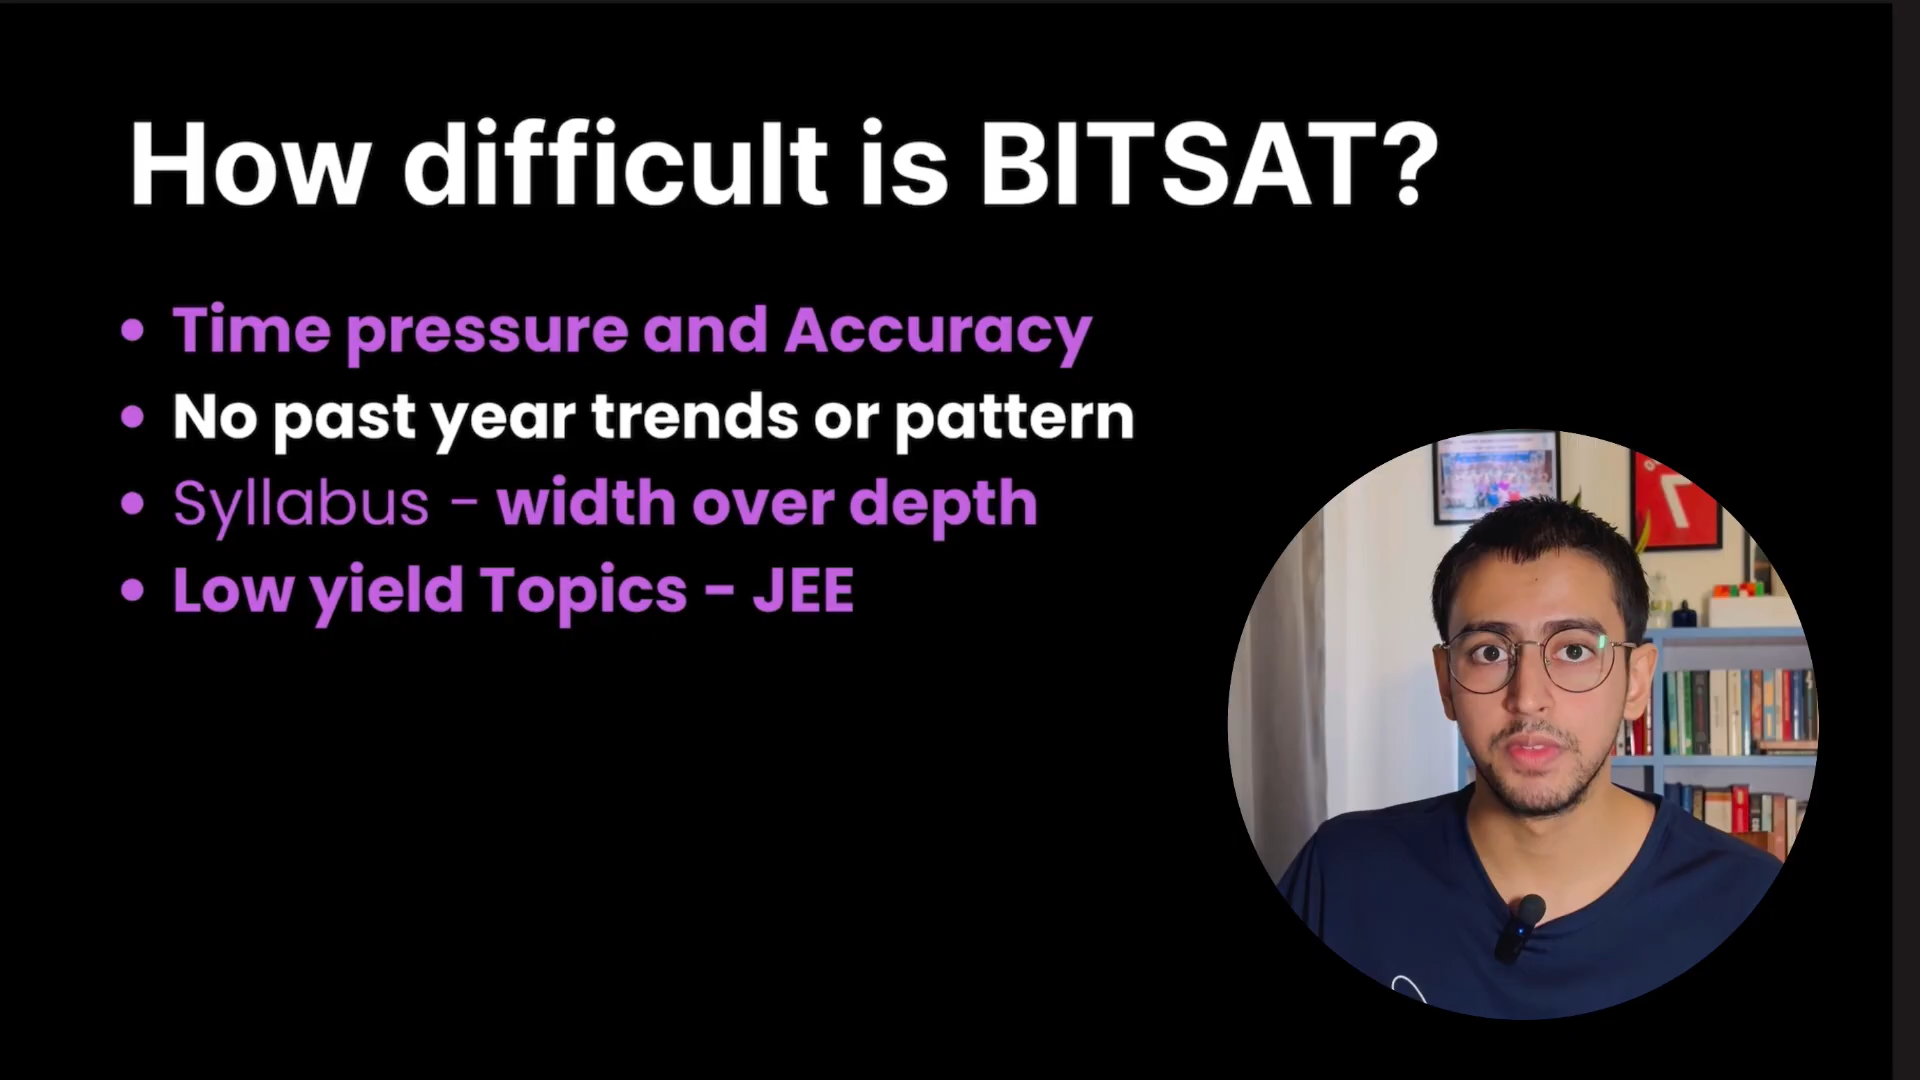 How difficult is BITSAT?
• Time pressure and Accuracy
• No past year trends or pattern
• Syllabus - width over depth
• Low yield Topics - JEE
7